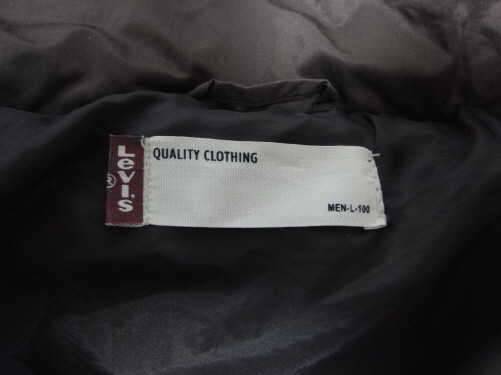 Levi's
®
QUALITY CLOTHING
MEN-L-100